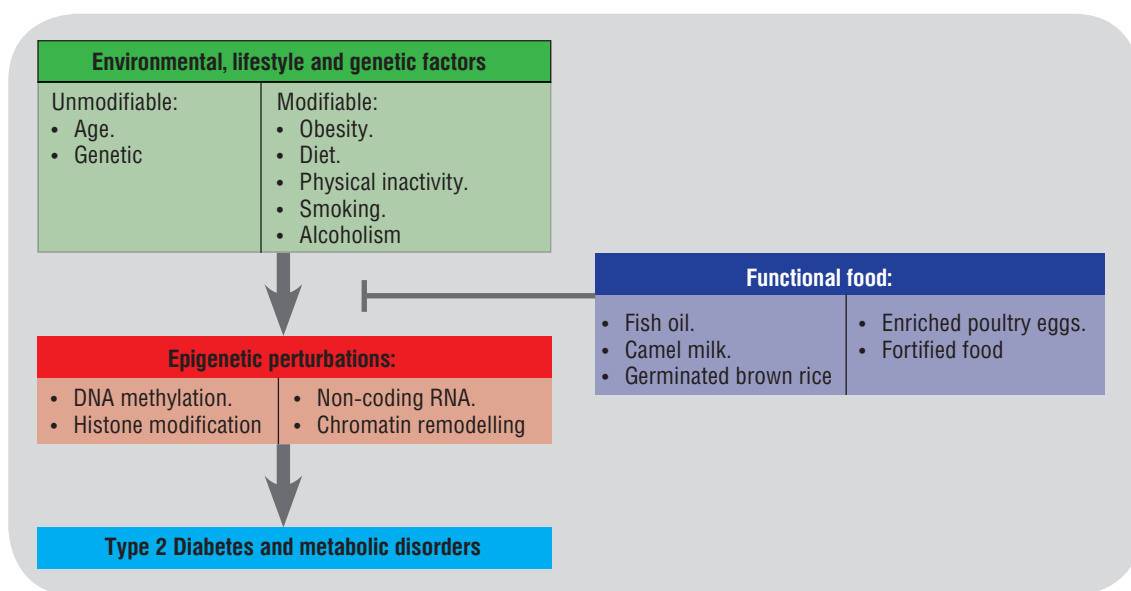 Environmental, lifestyle and genetic factors
Unmodifiable:
• Age.
• Genetic
Modifiable:
• Obesity.
• Diet.
• Physical inactivity.
• Smoking.
• Alcoholism
Functional food:
• Fish oil.
• Camel milk.
• Germinated brown rice
• Enriched poultry eggs.
• Fortified food
Epigenetic perturbations:
• DNA methylation.
• Histone modification
• Non-coding RNA.
• Chromatin remodelling
Type 2 Diabetes and metabolic disorders